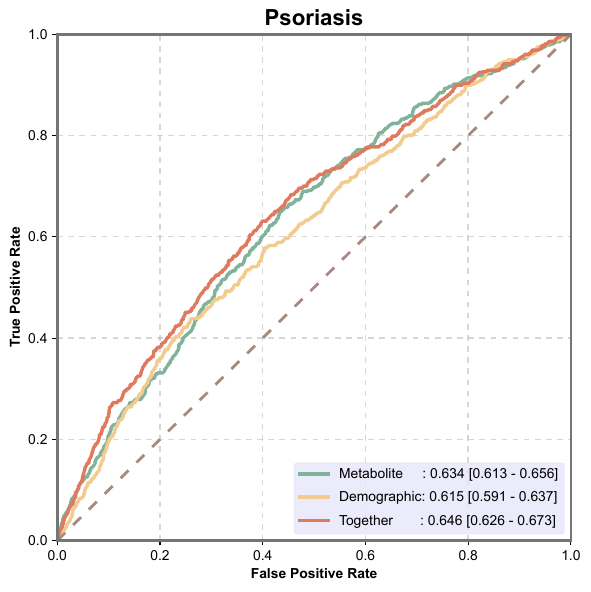 Psoriasis
True Positive Rate
1.0
0.8
0.6
0.4
0.2
0.0
Metabolite : 0.634 [0.613 - 0.656]
Demographic: 0.615 [0.591 - 0.637]
Together : 0.646 [0.626 - 0.673]
0.0 0.2 0.4 0.6 0.8 1.0
False Positive Rate